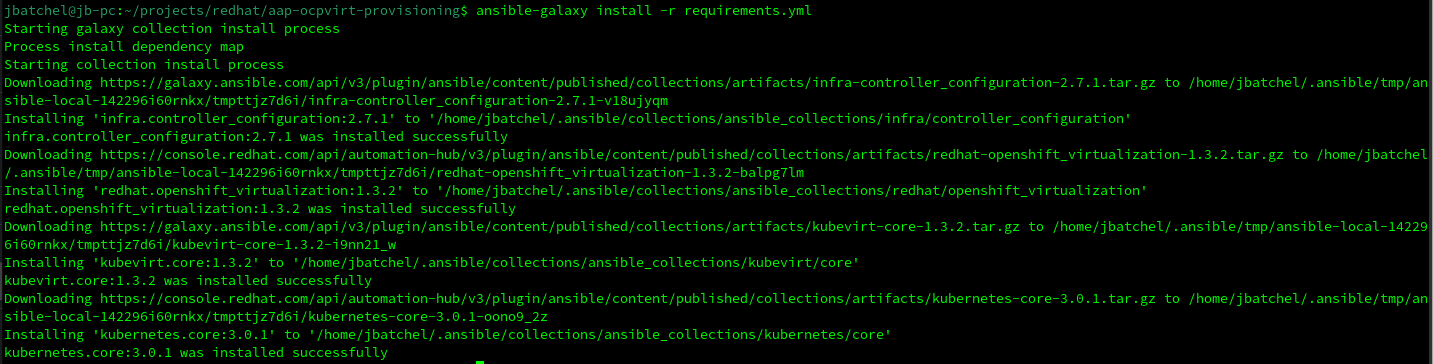 jbatchel@jb-pc:~/projects/redhat/aap-ocpvirt-provisioning$ ansible-galaxy install -r requirements.yml
Starting galaxy collection install process
Process install dependency map
Starting collection install process
Downloading https://galaxy.ansible.com/api/v3/plugin/ansible/content/published/collections/artifacts/infra-controller_configuration-2.7.1.tar.gz to /home/jbatchel/.ansible/tmp/an
sible-local-142296i60rnkx/tmpttjz7d6i/infra-controller_configuration-2.7.1-v18ujyqm
Installing 'infra.controller_configuration:2.7.1' to '/home/jbatchel/.ansible/collections/ansible_collections/infra/controller_configuration'
infra.controller_configuration:2.7.1 was installed successfully
Downloading https://console.redhat.com/api/automation-hub/v3/plugin/ansible/content/published/collections/artifacts/redhat-openshift_virtualization-1.3.2.tar.gz to /home/jbatchel
/.ansible/tmp/ansible-local-142296i60rnkx/tmpttjz7d6i/redhat-openshift_virtualization-1.3.2-balpg7lm
Installing 'redhat.openshift_virtualization:1.3.2' to '/home/jbatchel/.ansible/collections/ansible_collections/redhat/openshift_virtualization'
redhat.openshift_virtualization:1.3.2 was installed successfully
Downloading https://galaxy.ansible.com/api/v3/plugin/ansible/content/published/collections/artifacts/kubevirt-core-1.3.2.tar.gz to /home/jbatchel/.ansible/tmp/ansible-local-14229
6i60rnkx/tmpttjz7d6i/kubevirt-core-1.3.2-i9nn21_w
Installing 'kubevirt.core:1.3.2' to '/home/jbatchel/.ansible/collections/ansible_collections/kubevirt/core'
kubevirt.core:1.3.2 was installed successfully
Downloading https://console.redhat.com/api/automation-hub/v3/plugin/ansible/content/published/collections/artifacts/kubernetes-core-3.0.1.tar.gz to /home/jbatchel/.ansible/tmp/an
sible-local-142296i60rnkx/tmpttjz7d6i/kubernetes-core-3.0.1-oono9_2z
Installing 'kubernetes.core:3.0.1' to '/home/jbatchel/.ansible/collections/ansible_collections/kubernetes/core'
kubernetes.core:3.0.1 was installed successfully